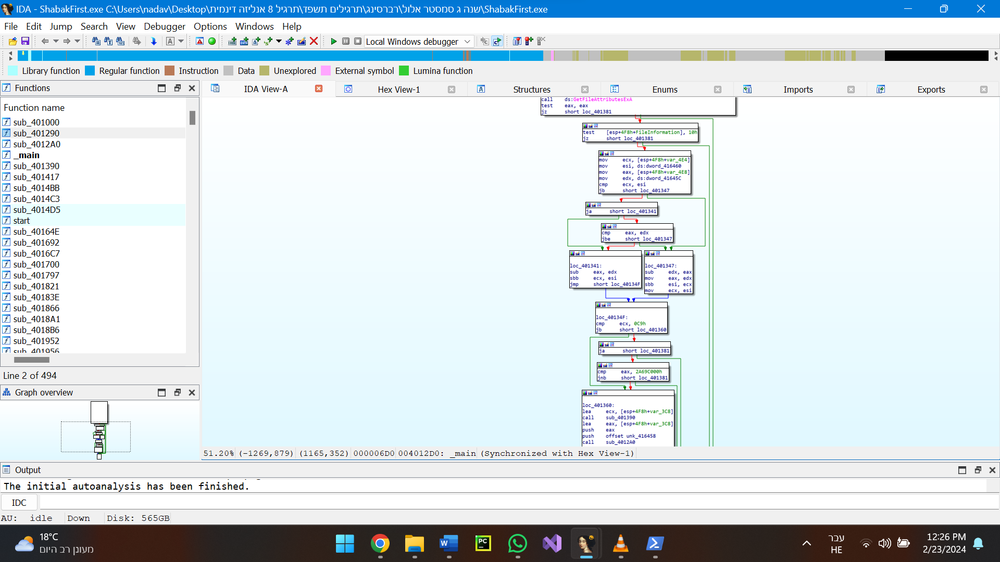 IDA - ShabakFirst.exe C:\Users\nadav\Desktop\שנה ג סמסטר אלול\רברסינג\תרגילים תשפד\תרגיל 8 אנליזה דינמית\ShabakFirst.exe
File Edit Jump Search View Debugger Options Windows Help
Local Windows debugger
Library function Regular function Instruction Data Unexplored External symbol Lumina function
Functions
Function name
sub_401000
sub_401290
sub_4012A0
_main
sub_401390
sub_401417
sub_4014BB
sub_4014C3
sub_4014D5
start
sub_40164E
sub_401692
sub_4016C7
sub_401700
sub_401797
sub_401821
sub_40183E
sub_401866
sub_4018A1
sub_4018B6
sub_401952
sub_401956
Line 2 of 494
Graph overview
IDA View-A Hex View-1 Structures Enums Imports Exports
call ds:GetFileAttributesExA
test eax, eax
jz short loc_401381
test [esp+4F8h+FileInformation], 10h
jz short loc_401381
mov ecx, [esp+4F8h+var_4E4]
mov esi, ds:dword_416460
mov eax, [esp+4F8h+var_4E8]
mov edx, ds:dword_41645C
cmp ecx, esi
jb short loc_401347
ja short loc_401341
cmp eax, edx
jbe short loc_401347
loc_401341:
sub eax, edx
sbb ecx, esi
jmp short loc_40134F
loc_401347:
sub edx, eax
mov eax, edx
sbb esi, ecx
mov ecx, esi
loc_40134F:
cmp ecx, 0C9h
jb short loc_401360
ja short loc_401381
cmp eax, 2A69C000h
jnb short loc_401381
loc_401360:
lea ecx, [esp+4F8h+var_3C8]
call sub_401390
lea eax, [esp+4F8h+var_3C8]
push eax
push offset unk_416458
call sub_4012A0
51.20% (-1269,879) (1165,352) 000006D0 004012D0: _main (Synchronized with Hex View-1)
Output
The initial autoanalysis has been finished.
IDC
AU: idle Down Disk: 565GB
18°C
מעונן רב היום
עבר
HE
12:26 PM
2/23/2024